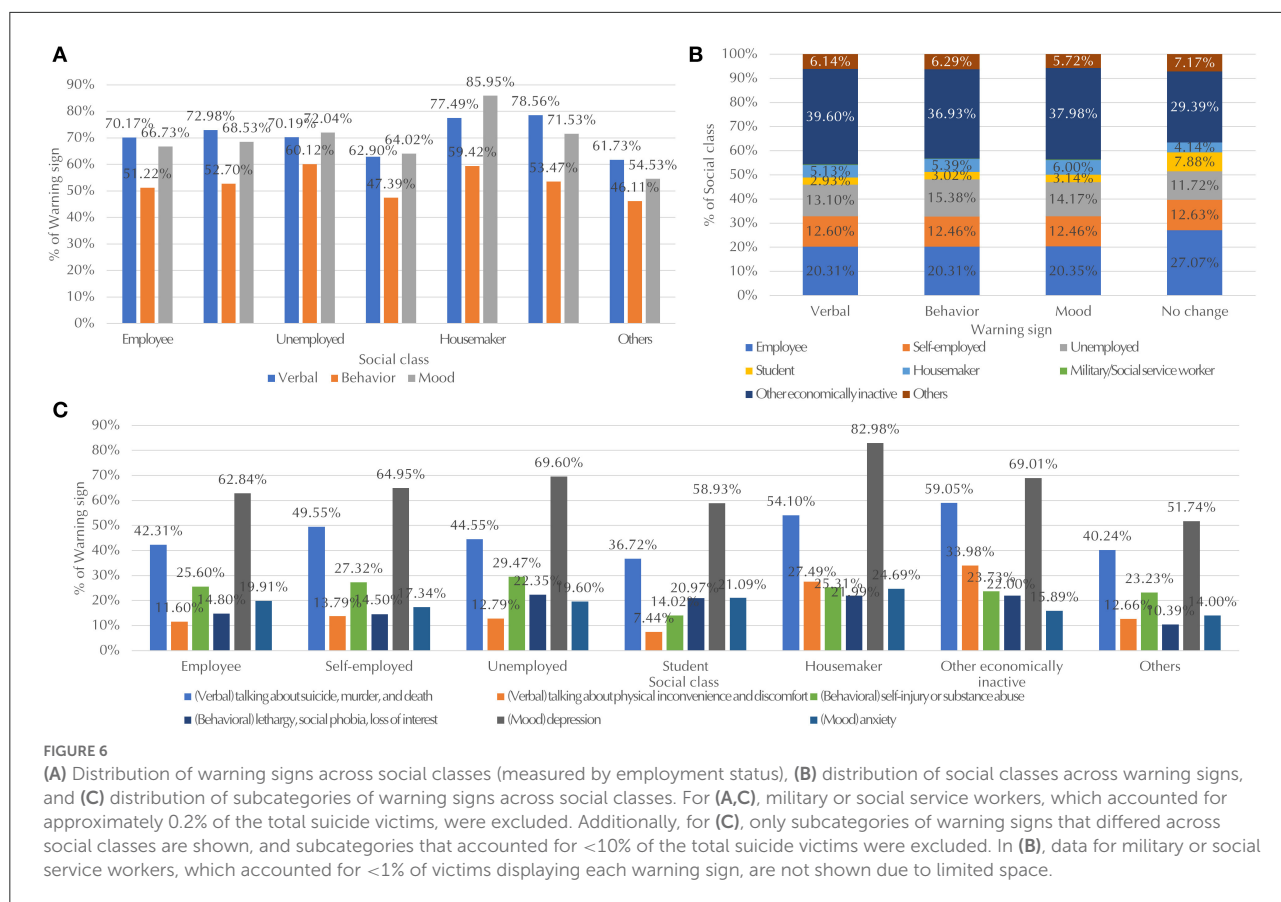 A
90%
80%
70%
60%
50%
40%
30%
20%
10%
0%
% of Warning sign
70.17%
51.22%
66.73%
72.98%
52.70%
68.53%
70.19%
60.12%
72.04%
62.90%
47.39%
64.02%
77.49%
59.42%
85.95%
78.56%
53.47%
71.53%
61.73%
46.11%
54.53%
Employee Unemployed Housemaker Others
Social class
Verbal Behavior Mood
B
100%
90%
80%
70%
60%
50%
40%
30%
20%
10%
0%
% of Social class
6.14% 6.29% 5.72% 7.17%
39.60% 36.93% 37.98% 29.39%
5.13% 5.39% 6.00% 4.14%
2.93% 3.02% 3.14% 7.88%
13.10% 15.38% 14.17% 11.72%
12.60% 12.46% 12.46% 12.63%
20.31% 20.31% 20.35% 27.07%
Verbal Behavior Mood No change
Warning sign
Employee Self-employed Unemployed
Student Housemaker Military/Social service worker
Other economically inactive Others
C
90%
80%
70%
60%
50%
40%
30%
20%
10%
0%
% of Warning sign
42.31%
11.60%
25.60%
14.80%
62.84%
19.91%
49.55%
13.79%
27.32%
14.50%
64.95%
17.34%
44.55%
12.79%
29.47%
22.35%
69.60%
19.60%
36.72%
7.44%
14.02%
20.97%
58.93%
21.09%
54.10%
27.49%
25.31%
21.99%
82.98%
24.69%
59.05%
33.98%
23.73%
22.00%
69.01%
15.89%
40.24%
12.66%
23.23%
10.39%
51.74%
14.00%
Employee Self-employed Unemployed Student Housemaker Other economically Others
inactive
Social class
(Verbal) talking about suicide, murder, and death (Verbal) talking about physical inconvenience and discomfort (Behavioral) self-injury or substance abuse
(Behavioral) lethargy, social phobia, loss of interest (Mood) depression (Mood) anxiety
FIGURE 6
(A) Distribution of warning signs across social classes (measured by employment status), (B) distribution of social classes across warning signs,
and (C) distribution of subcategories of warning signs across social classes. For (A,C), military or social service workers, which accounted for
approximately 0.2% of the total suicide victims, were excluded. Additionally, for (C), only subcategories of warning signs that differed across
social classes are shown, and subcategories that accounted for <10% of the total suicide victims were excluded. In (B), data for military or social
service workers, which accounted for <1% of victims displaying each warning sign, are not shown due to limited space.